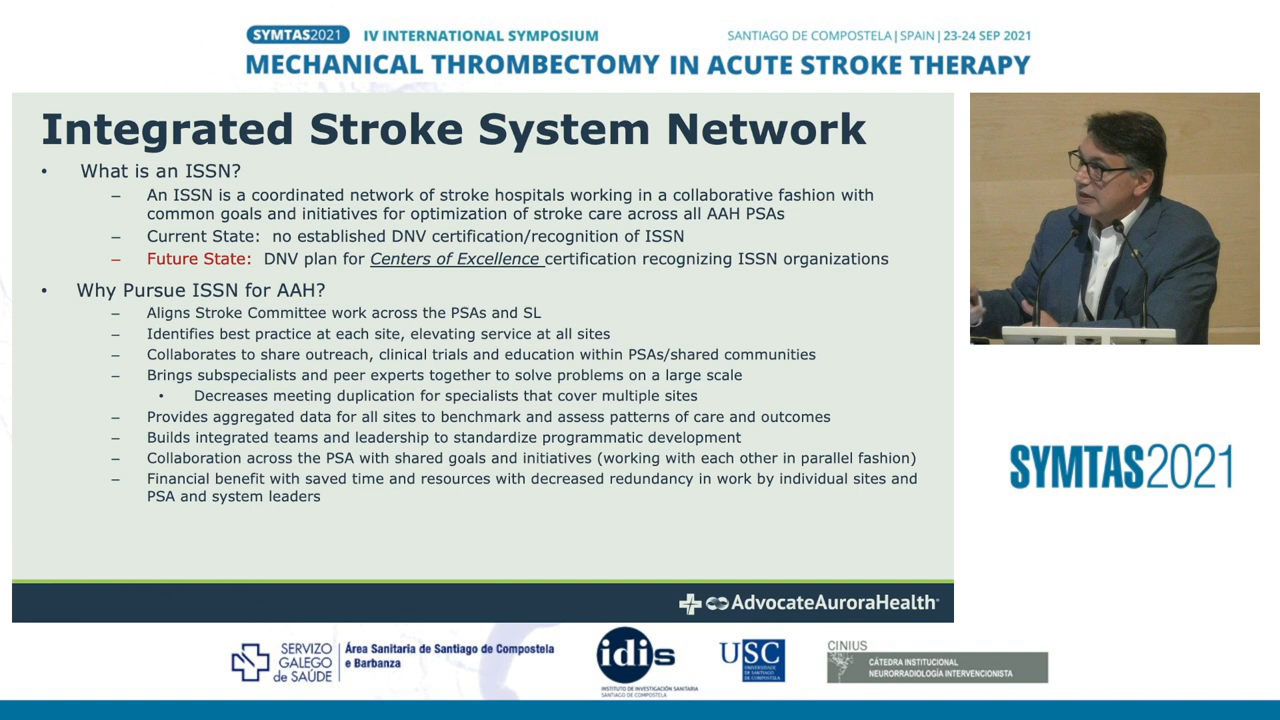 SYMTAS2021 IV INTERNATIONAL SYMPOSIUM SANTIAGO DE COMPOSTELA | SPAIN | 23-24 SEP 2021
MECHANICAL THROMBECTOMY IN ACUTE STROKE THERAPY
Integrated Stroke System Network
• What is an ISSN?
– An ISSN is a coordinated network of stroke hospitals working in a collaborative fashion with
common goals and initiatives for optimization of stroke care across all AAH PSAs
– Current State: no established DNV certification/recognition of ISSN
– Future State: DNV plan for Centers of Excellence certification recognizing ISSN organizations
• Why Pursue ISSN for AAH?
– Aligns Stroke Committee work across the PSAs and SL
– Identifies best practice at each site, elevating service at all sites
– Collaborates to share outreach, clinical trials and education within PSAs/shared communities
– Brings subspecialists and peer experts together to solve problems on a large scale
• Decreases meeting duplication for specialists that cover multiple sites
– Provides aggregated data for all sites to benchmark and assess patterns of care and outcomes
– Builds integrated teams and leadership to standardize programmatic development
– Collaboration across the PSA with shared goals and initiatives (working with each other in parallel fashion)
– Financial benefit with saved time and resources with decreased redundancy in work by individual sites and
PSA and system leaders
AdvocateAuroraHealth®
SYMTAS2021
SERVIZO
GALEGO
de SAÚDE
Área Sanitaria de Santiago de Compostela
e Barbanza
idis
INSTITUTO DE INVESTIGACIÓN SANITARIA
SANTIAGO DE COMPOSTELA
USC
UNIVERSIDADE
DE SANTIAGO
DE COMPOSTELA
CINIUS
CÁTEDRA INSTITUCIONAL
NEURORRADIOLOGÍA INTERVENCIONISTA